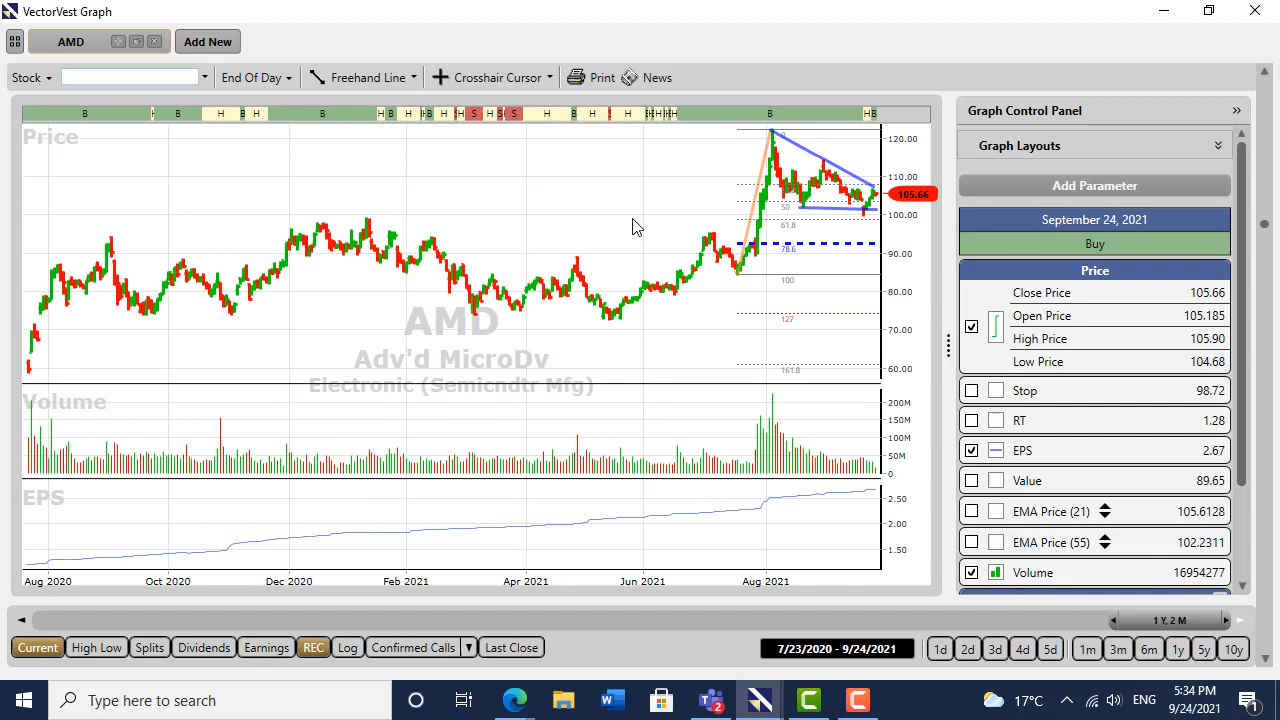 VectorVest Graph
AMD
Add New
Stock
End Of Day
Freehand Line
Crosshair Cursor
Print
News
B
H
B
H
B
H
B
H
B
H
B
H
S
H
S
S
H
B
H
S
H
B
H
B
Price
120.00
110.00
105.66
100.00
90.00
80.00
70.00
60.00
0
50
61.8
78.6
100
127
161.8
AMD
Adv'd MicroDv
Electronic (Semicndtr Mfg)
Volume
200M
150M
100M
50M
0
EPS
2.50
2.00
1.50
Aug 2020
Oct 2020
Dec 2020
Feb 2021
Apr 2021
Jun 2021
Aug 2021
Graph Control Panel
Graph Layouts
Add Parameter
September 24, 2021
Buy
Price
Close Price 105.66
Open Price 105.185
High Price 105.90
Low Price 104.68
Stop 98.72
RT 1.28
EPS 2.67
Value 89.65
EMA Price (21) 105.6128
EMA Price (55) 102.2311
Volume 16954277
1 Y, 2 M
Current
High Low
Splits
Dividends
Earnings
REC
Log
Confirmed Calls
Last Close
7/23/2020 - 9/24/2021
1d
2d
3d
4d
5d
1m
3m
6m
1y
5y
10y
Type here to search
2
17°C
ENG
5:34 PM
9/24/2021
1